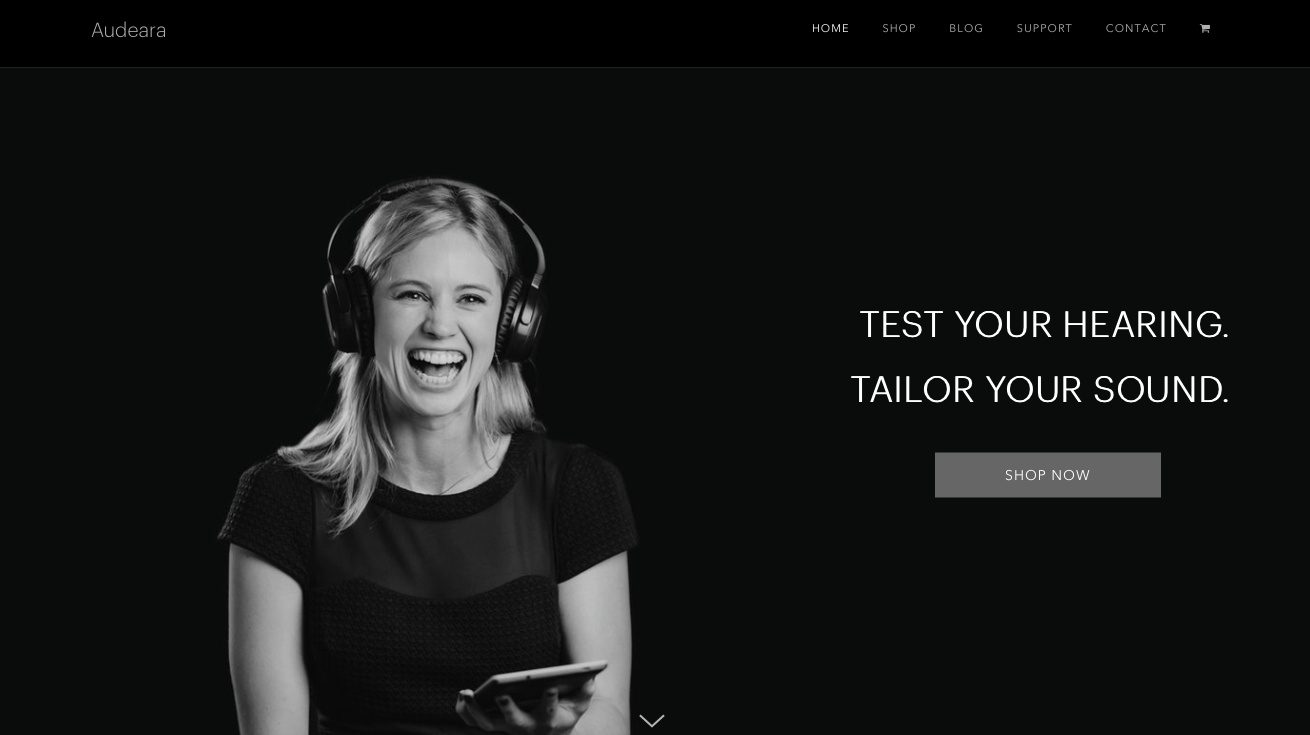 Audeara
HOME SHOP BLOG SUPPORT CONTACT
TEST YOUR HEARING.
TAILOR YOUR SOUND.
SHOP NOW